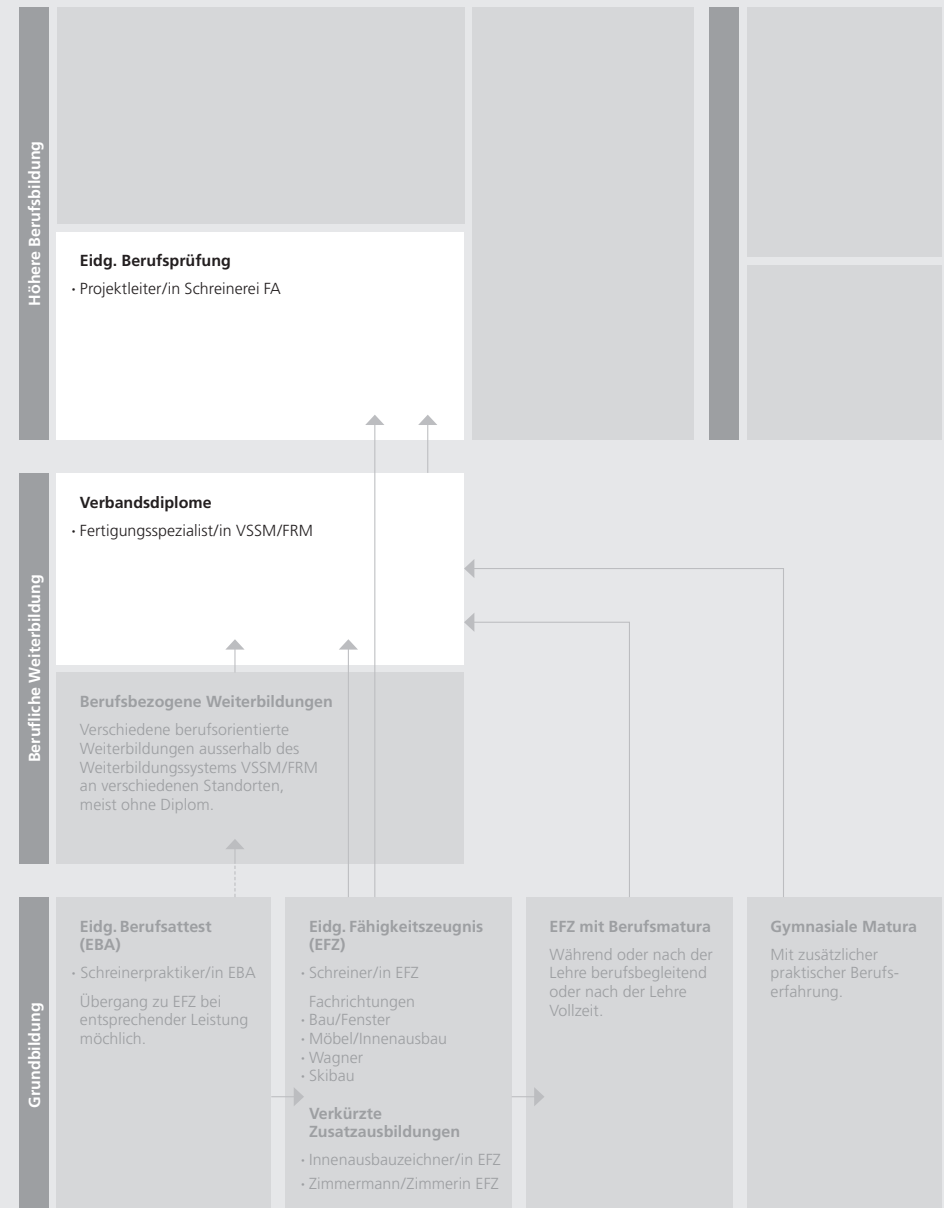 Höhere Berufsbildung
Eidg. Berufsprüfung
· Projektleiter/in Schreinerei FA
Berufliche Weiterbildung
Verbandsdiplome
· Fertigungsspezialist/in VSSM/FRM
Berufsbezogene Weiterbildungen
Verschiedene berufsorientierte
Weiterbildungen ausserhalb des
Weiterbildungssystems VSSM/FRM
an verschiedenen Standorten,
meist ohne Diplom.
Grundbildung
Eidg. Berufsattest
(EBA)
· Schreinerpraktiker/in EBA
Übergang zu EFZ bei
entsprechender Leistung
möchlich.
Eidg. Fähigkeitszeugnis
(EFZ)
· Schreiner/in EFZ
Fachrichtungen
· Bau/Fenster
· Möbel/Innenausbau
· Wagner
· Skibau
Verkürzte
Zusatzausbildungen
· Innenausbauzeichner/in EFZ
· Zimmermann/Zimmerin EFZ
EFZ mit Berufsmatura
Während oder nach der
Lehre berufsbegleitend
oder nach der Lehre
Vollzeit.
Gymnasiale Matura
Mit zusätzlicher
praktischer Berufs-
erfahrung.